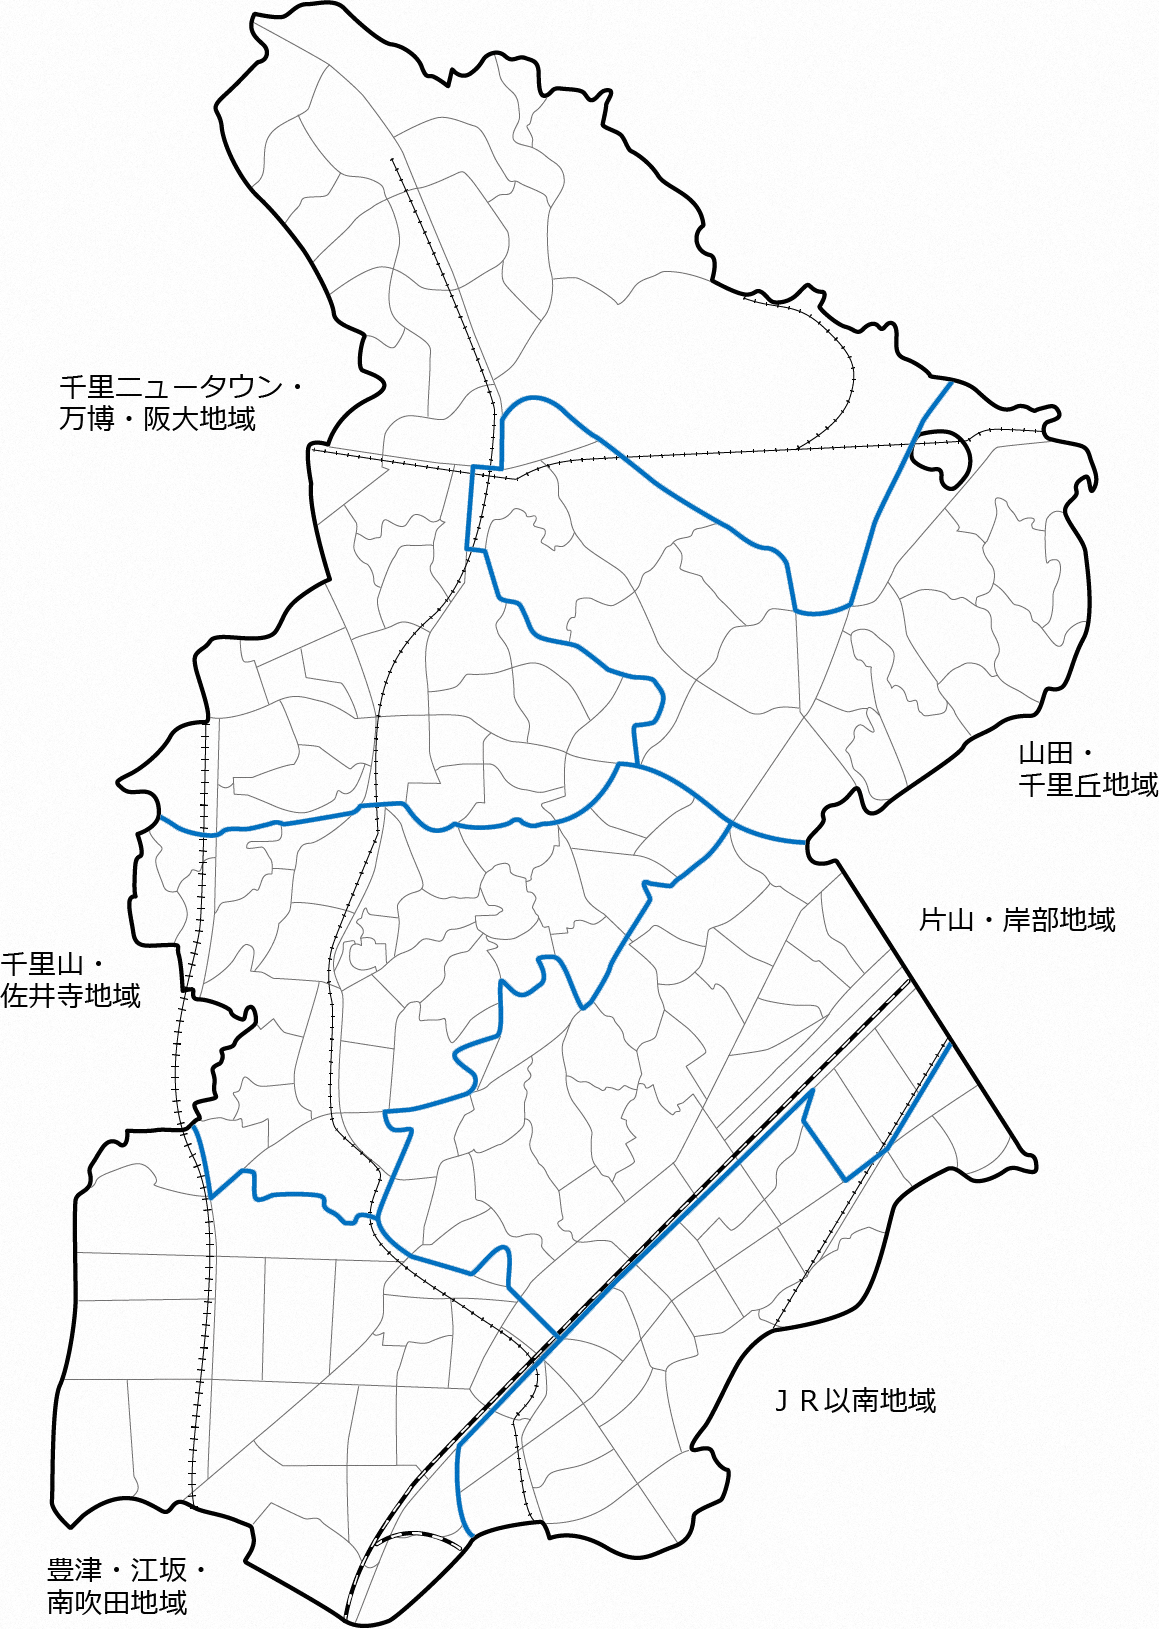 千里ニュータウン・
万博・阪大地域
山田・
千里丘地域
片山・岸部地域
千里山・
佐井寺地域
ＪＲ以南地域
豊津・江坂・
南吹田地域